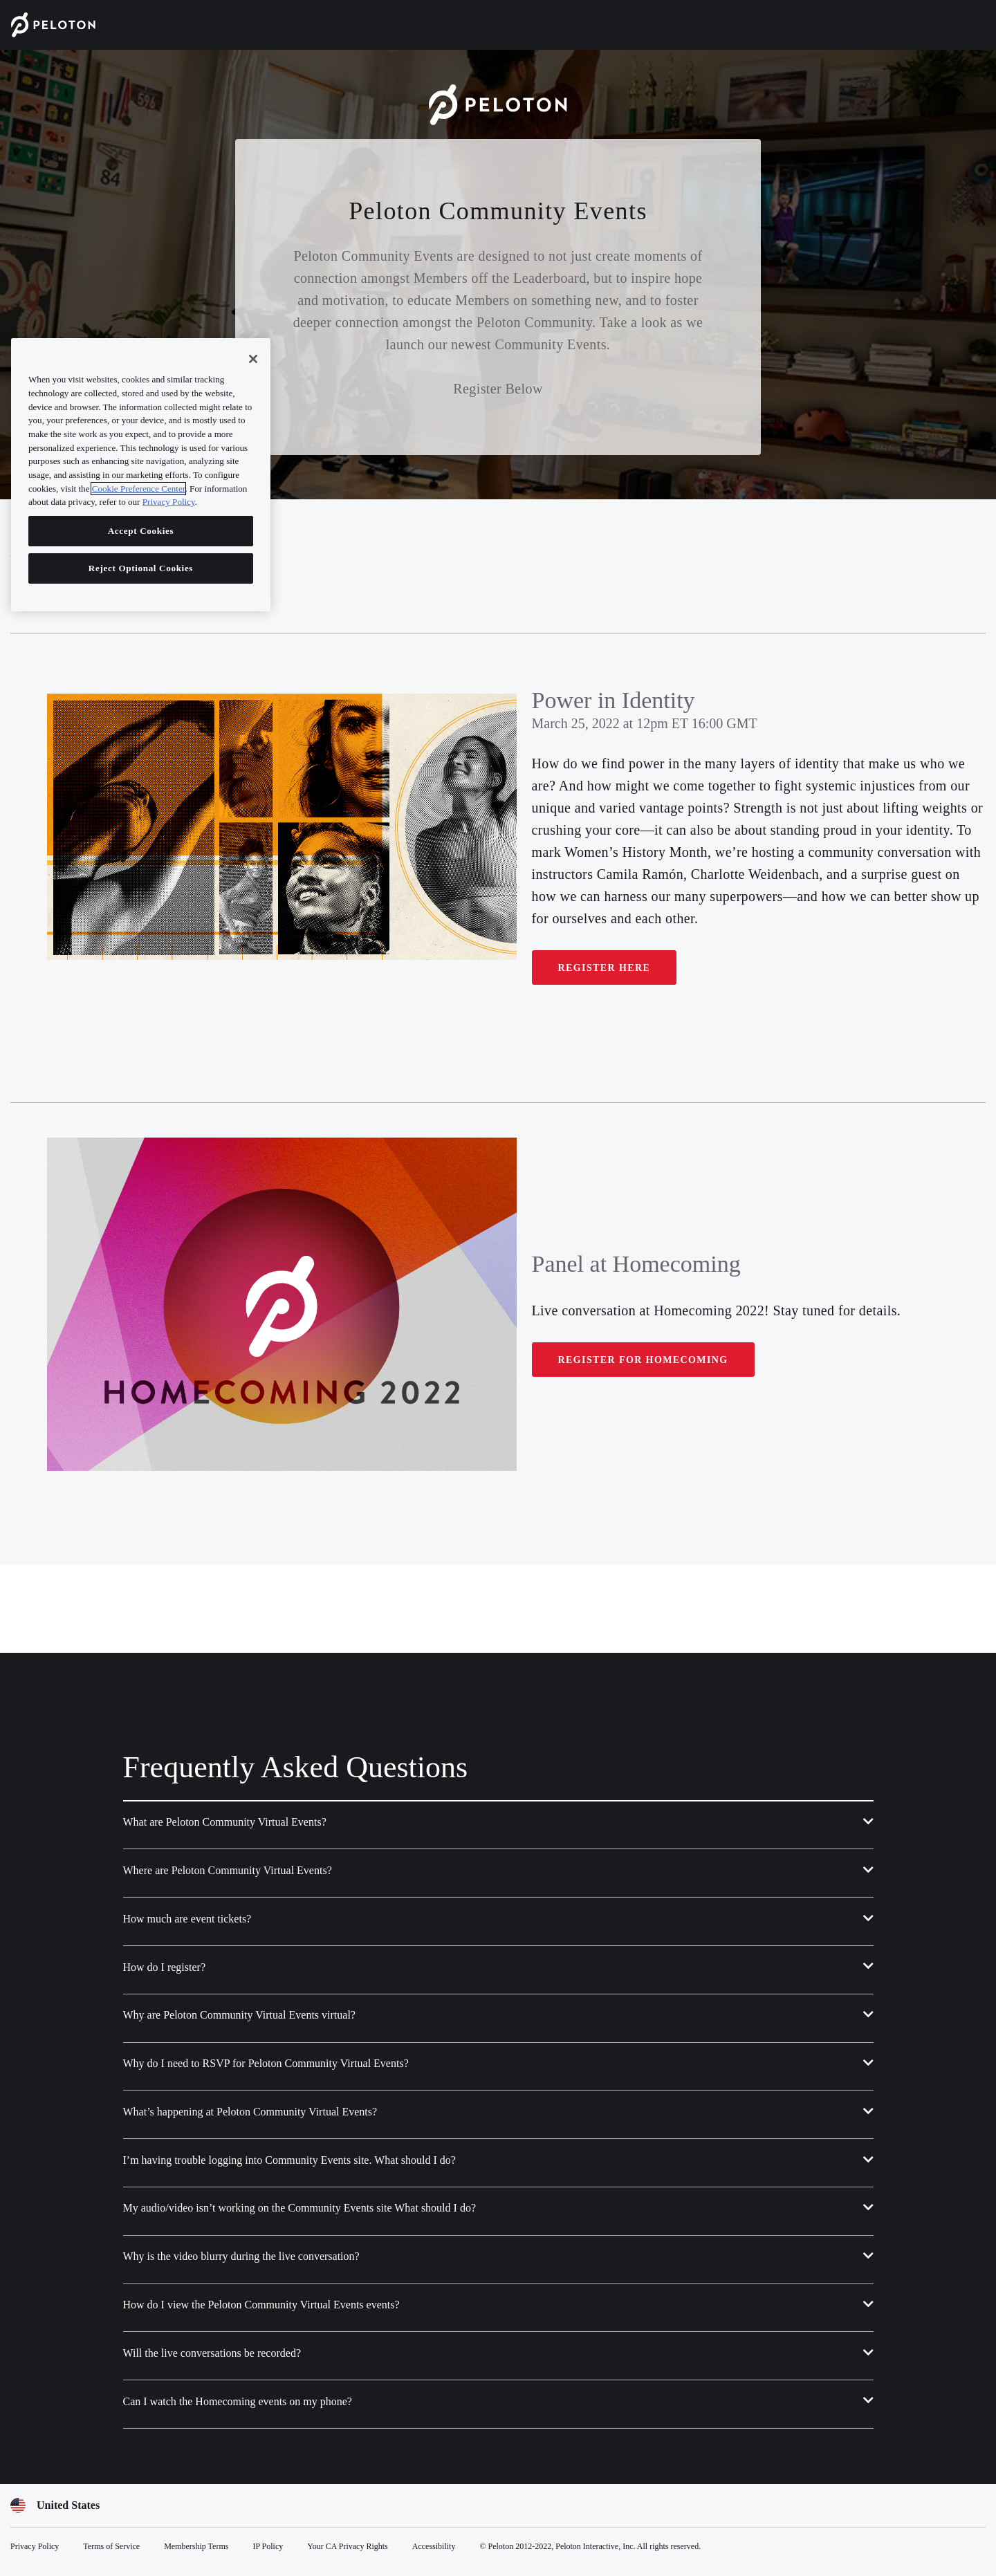 PELOTON
PELOTON
Peloton Community Events
Peloton Community Events are designed to not just create moments of
connection amongst Members off the Leaderboard, but to inspire hope
and motivation, to educate Members on something new, and to foster
deeper connection amongst the Peloton Community. Take a look as we
launch our newest Community Events.
Register Below
596
84
When you visit websites, cookies and similar tracking
technology are collected, stored and used by the website,
device and browser. The information collected might relate to
you, your preferences, or your device, and is mostly used to
make the site work as you expect, and to provide a more
personalized experience. This technology is used for various
purposes such as enhancing site navigation, analyzing site
usage, and assisting in our marketing efforts. To configure
cookies, visit the Cookie Preference Center. For information
about data privacy, refer to our Privacy Policy.
Accept Cookies
Reject Optional Cookies
Power in Identity
March 25, 2022 at 12pm ET 16:00 GMT
How do we find power in the many layers of identity that make us who we
are? And how might we come together to fight systemic injustices from our
unique and varied vantage points? Strength is not just about lifting weights or
crushing your core—it can also be about standing proud in your identity. To
mark Women’s History Month, we’re hosting a community conversation with
instructors Camila Ramón, Charlotte Weidenbach, and a surprise guest on
how we can harness our many superpowers—and how we can better show up
for ourselves and each other.
REGISTER HERE
HOMECOMING 2022
Panel at Homecoming
Live conversation at Homecoming 2022! Stay tuned for details.
REGISTER FOR HOMECOMING
Frequently Asked Questions
What are Peloton Community Virtual Events?
Where are Peloton Community Virtual Events?
How much are event tickets?
How do I register?
Why are Peloton Community Virtual Events virtual?
Why do I need to RSVP for Peloton Community Virtual Events?
What’s happening at Peloton Community Virtual Events?
I’m having trouble logging into Community Events site. What should I do?
My audio/video isn’t working on the Community Events site What should I do?
Why is the video blurry during the live conversation?
How do I view the Peloton Community Virtual Events events?
Will the live conversations be recorded?
Can I watch the Homecoming events on my phone?
United States
Privacy Policy Terms of Service Membership Terms IP Policy Your CA Privacy Rights Accessibility © Peloton 2012-2022, Peloton Interactive, Inc. All rights reserved.